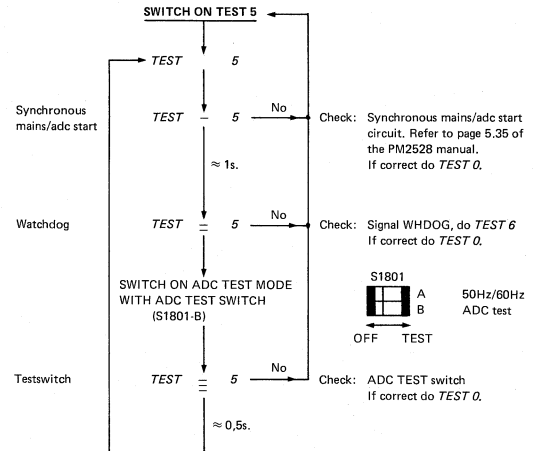 SWITCH ON TEST 5
TEST 5
Synchronous
mains/adc start
TEST – 5
No
Check: Synchronous mains/adc start
circuit. Refer to page 5.35 of
the PM2528 manual.
If correct do TEST 0.
≈ 1s.
Watchdog
TEST = 5
No
Check: Signal WHDOG, do TEST 6
If correct do TEST 0.
SWITCH ON ADC TEST MODE
WITH ADC TEST SWITCH
(S1801-B)
S1801
A 50Hz/60Hz
B ADC test
OFF TEST
Testswitch
TEST ≡ 5
No
Check: ADC TEST switch
If correct do TEST 0.
≈ 0,5s.